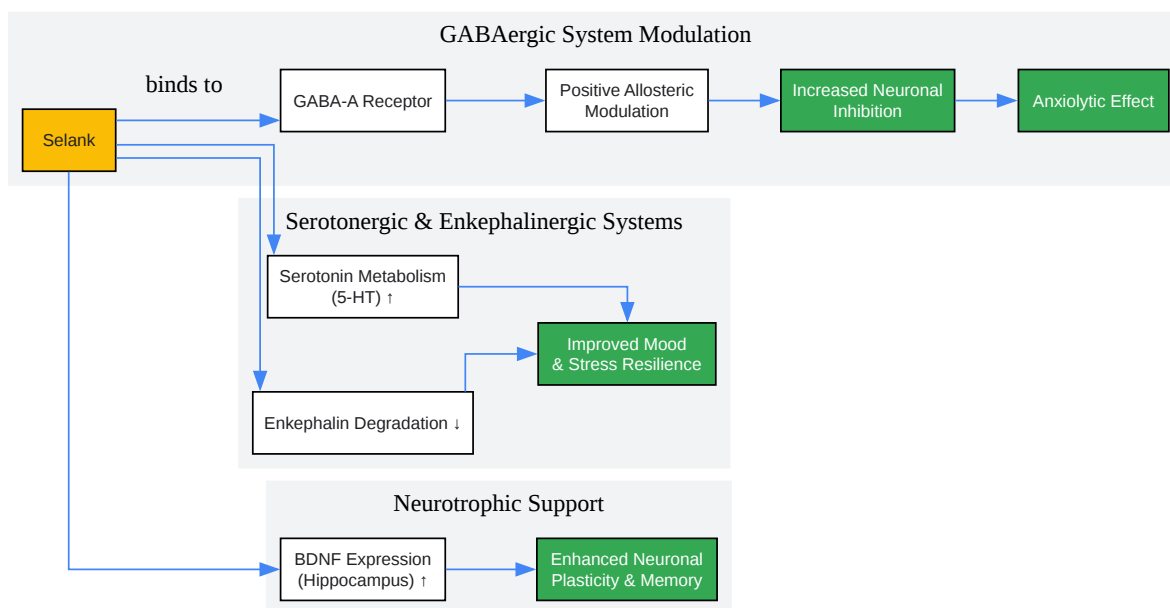 GABAergic System Modulation
binds to
Selank
GABA-A Receptor
Positive Allosteric
Modulation
Increased Neuronal
Inhibition
Anxiolytic Effect
Serotonergic & Enkephalinergic Systems
Serotonin Metabolism
(5-HT) ↑
Improved Mood
& Stress Resilience
Enkephalin Degradation ↓
Neurotrophic Support
BDNF Expression
(Hippocampus) ↑
Enhanced Neuronal
Plasticity & Memory